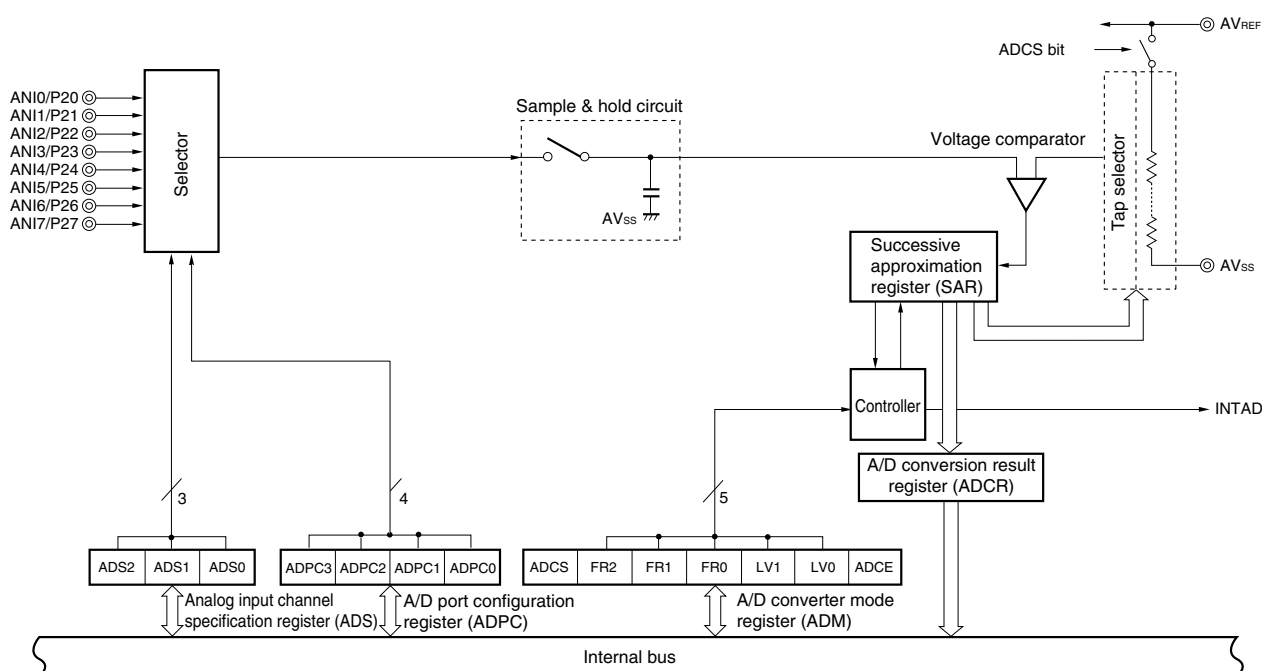 AVREF
ADCS bit
ANI0/P20
ANI1/P21
ANI2/P22
ANI3/P23
ANI4/P24
ANI5/P25
ANI6/P26
ANI7/P27
Selector
Sample & hold circuit
AVSS
Voltage comparator
Tap selector
AVSS
Successive
approximation
register (SAR)
Controller
INTAD
A/D conversion result
register (ADCR)
3
4
5
ADS2 ADS1 ADS0
ADPC3 ADPC2 ADPC1 ADPC0
ADCS FR2 FR1 FR0 LV1 LV0 ADCE
Analog input channel
specification register (ADS)
A/D port configuration
register (ADPC)
A/D converter mode
register (ADM)
Internal bus